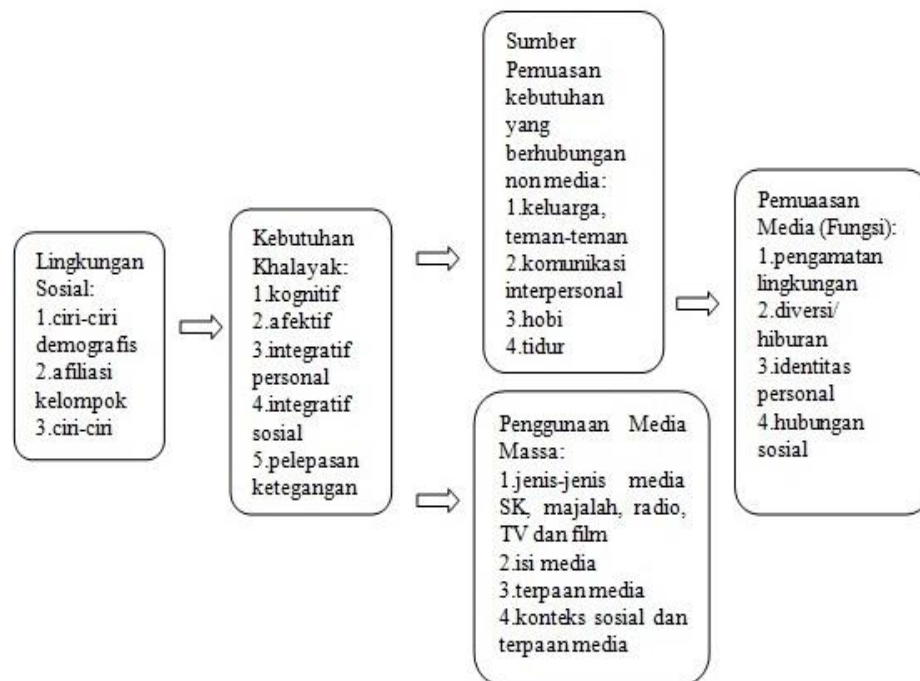 Lingkungan
Sosial:
1.ciri-ciri
demografis
2.afiliasi
kelompok
3.ciri-ciri
Kebutuhan
Khalayak:
1.kognitif
2.afektif
3.integratif
personal
4.integratif
sosial
5.pelepasan
ketegangan
Sumber
Pemuasan
kebutuhan
yang
berhubungan
non media:
1.keluarga,
teman-teman
2.komunikasi
interpersonal
3.hobi
4.tidur
Penggunaan Media
Massa:
1.jenis-jenis media
SK, majalah, radio,
TV dan film
2.isi media
3.terpaan media
4.konteks sosial dan
terpaan media
Pemuaasan
Media (Fungsi):
1.pengamatan
lingkungan
2.diversi/
hiburan
3.identitas
personal
4.hubungan
sosial